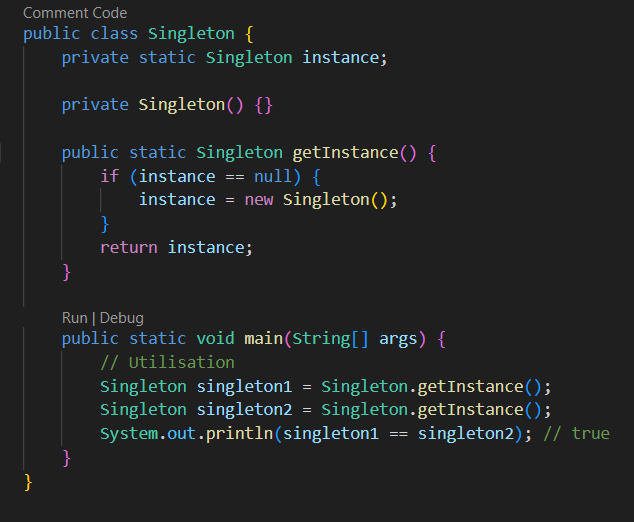 Comment Code
public class Singleton {
    private static Singleton instance;

    private Singleton() {}

    public static Singleton getInstance() {
        if (instance == null) {
            instance = new Singleton();
        }
        return instance;
    }

    Run | Debug
    public static void main(String[] args) {
        // Utilisation
        Singleton singleton1 = Singleton.getInstance();
        Singleton singleton2 = Singleton.getInstance();
        System.out.println(singleton1 == singleton2); // true
    }
}